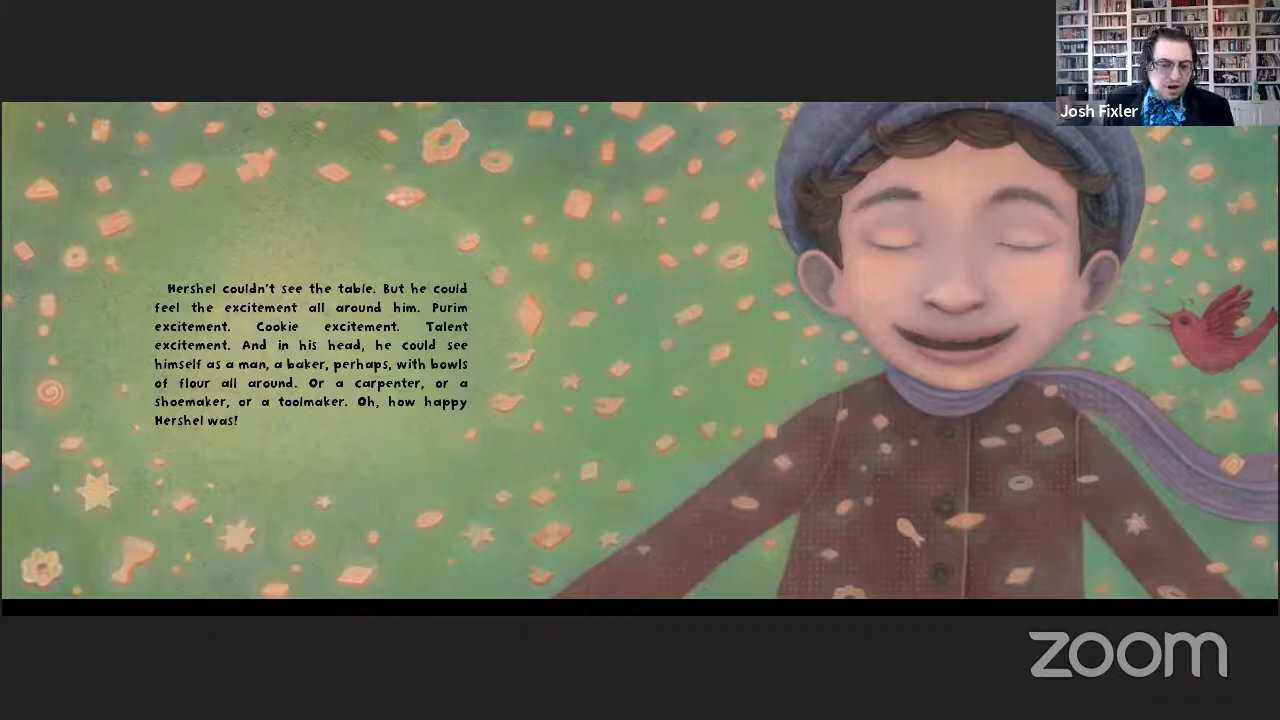 Josh Fixler
Hershel couldn't see the table. But he could
feel the excitement all around him. Purim
excitement. Cookie excitement. Talent
excitement. And in his head, he could see
himself as a man, a baker, perhaps, with bowls
of flour all around. Or a carpenter, or a
shoemaker, or a toolmaker. Oh, how happy
Hershel was!
zoom